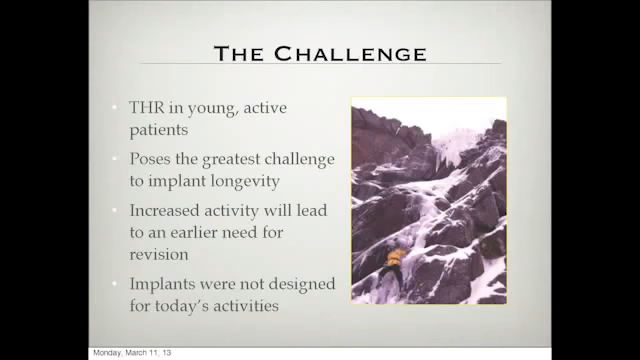 THE CHALLENGE
• THR in young, active
patients
• Poses the greatest challenge
to implant longevity
• Increased activity will lead
to an earlier need for
revision
• Implants were not designed
for today's activities
Monday, March 11, 13